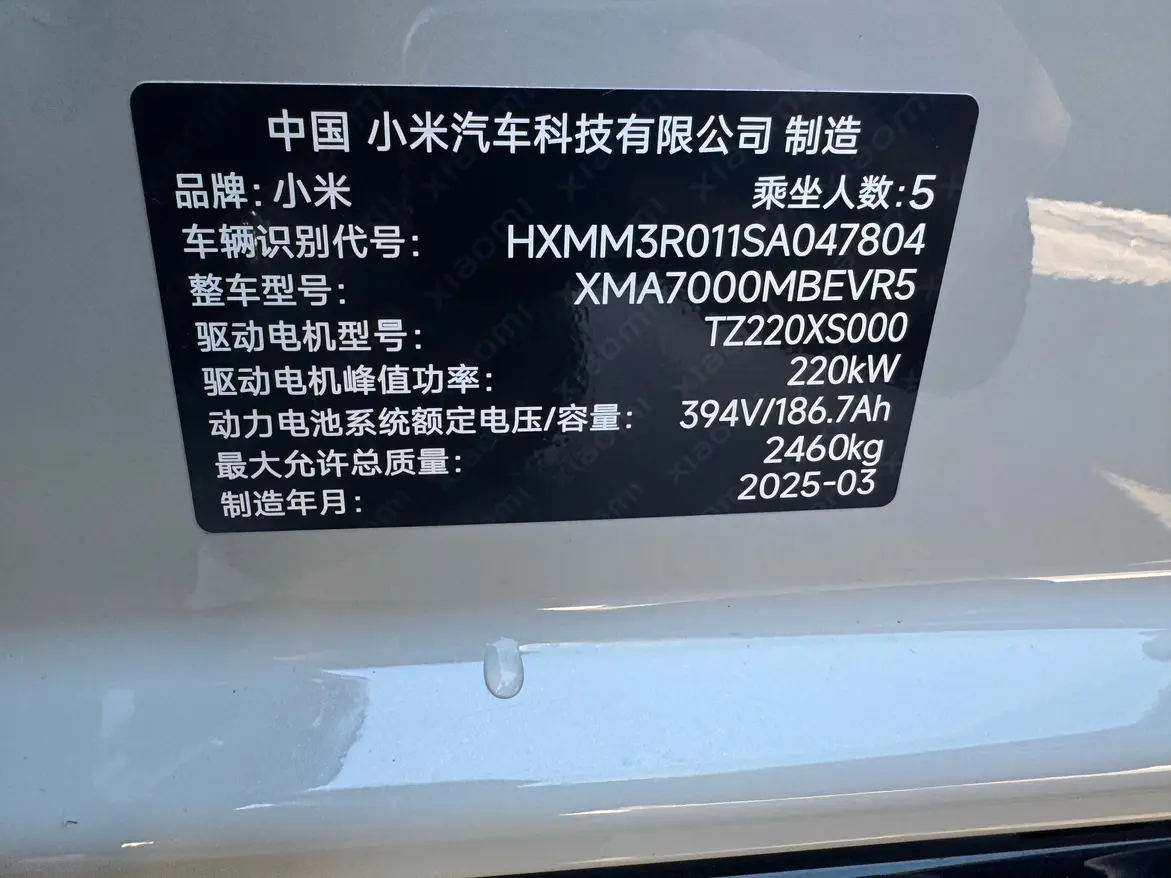 中国 小米汽车科技有限公司 制造
品牌：小米 乘坐人数：5
车辆识别代号： HXMM3R011SA047804
整车型号： XMA7000MBEVR5
驱动电机型号： TZ220XS000
驱动电机峰值功率： 220kW
动力电池系统额定电压/容量： 394V/186.7Ah
最大允许总质量： 2460kg
制造年月： 2025-03